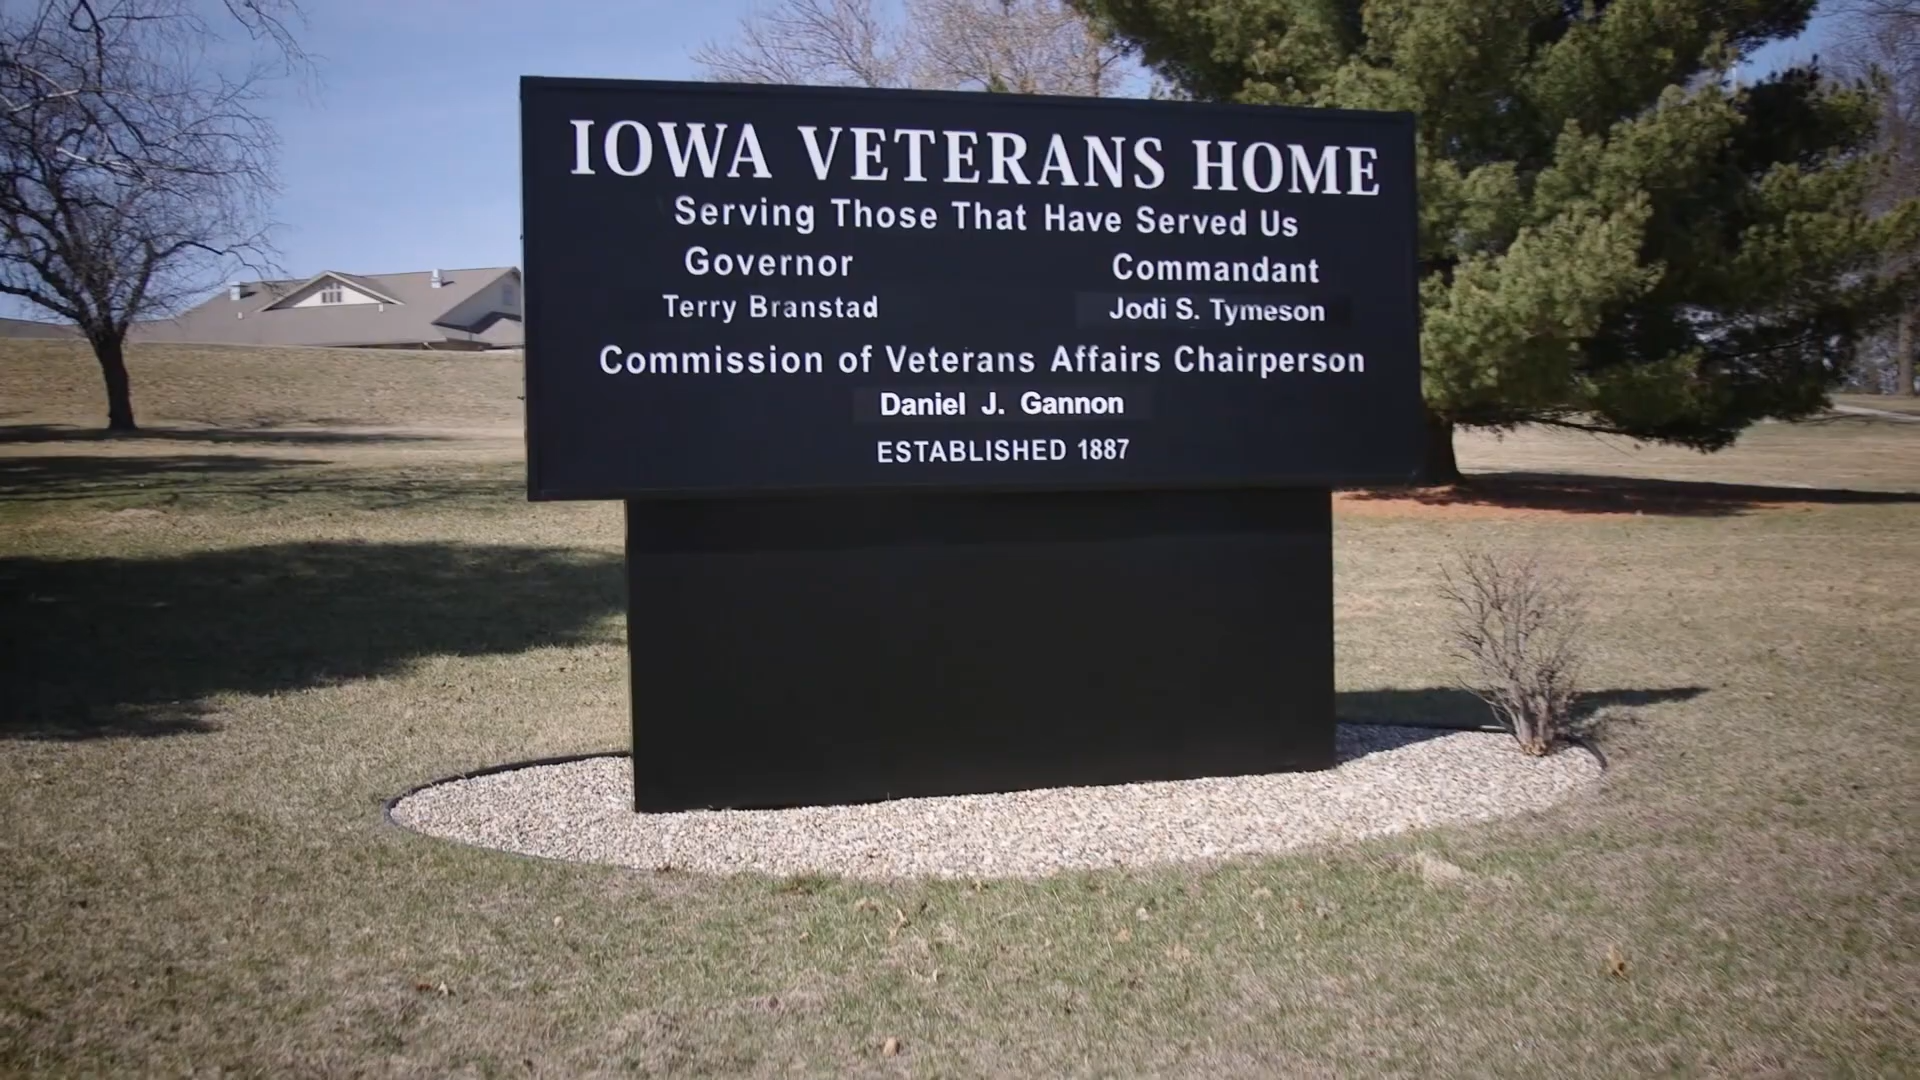 IOWA VETERANS HOME
Serving Those That Have Served Us
Governor Commandant
Terry Branstad Jodi S. Tymeson
Commission of Veterans Affairs Chairperson
Daniel J. Gannon
ESTABLISHED 1887